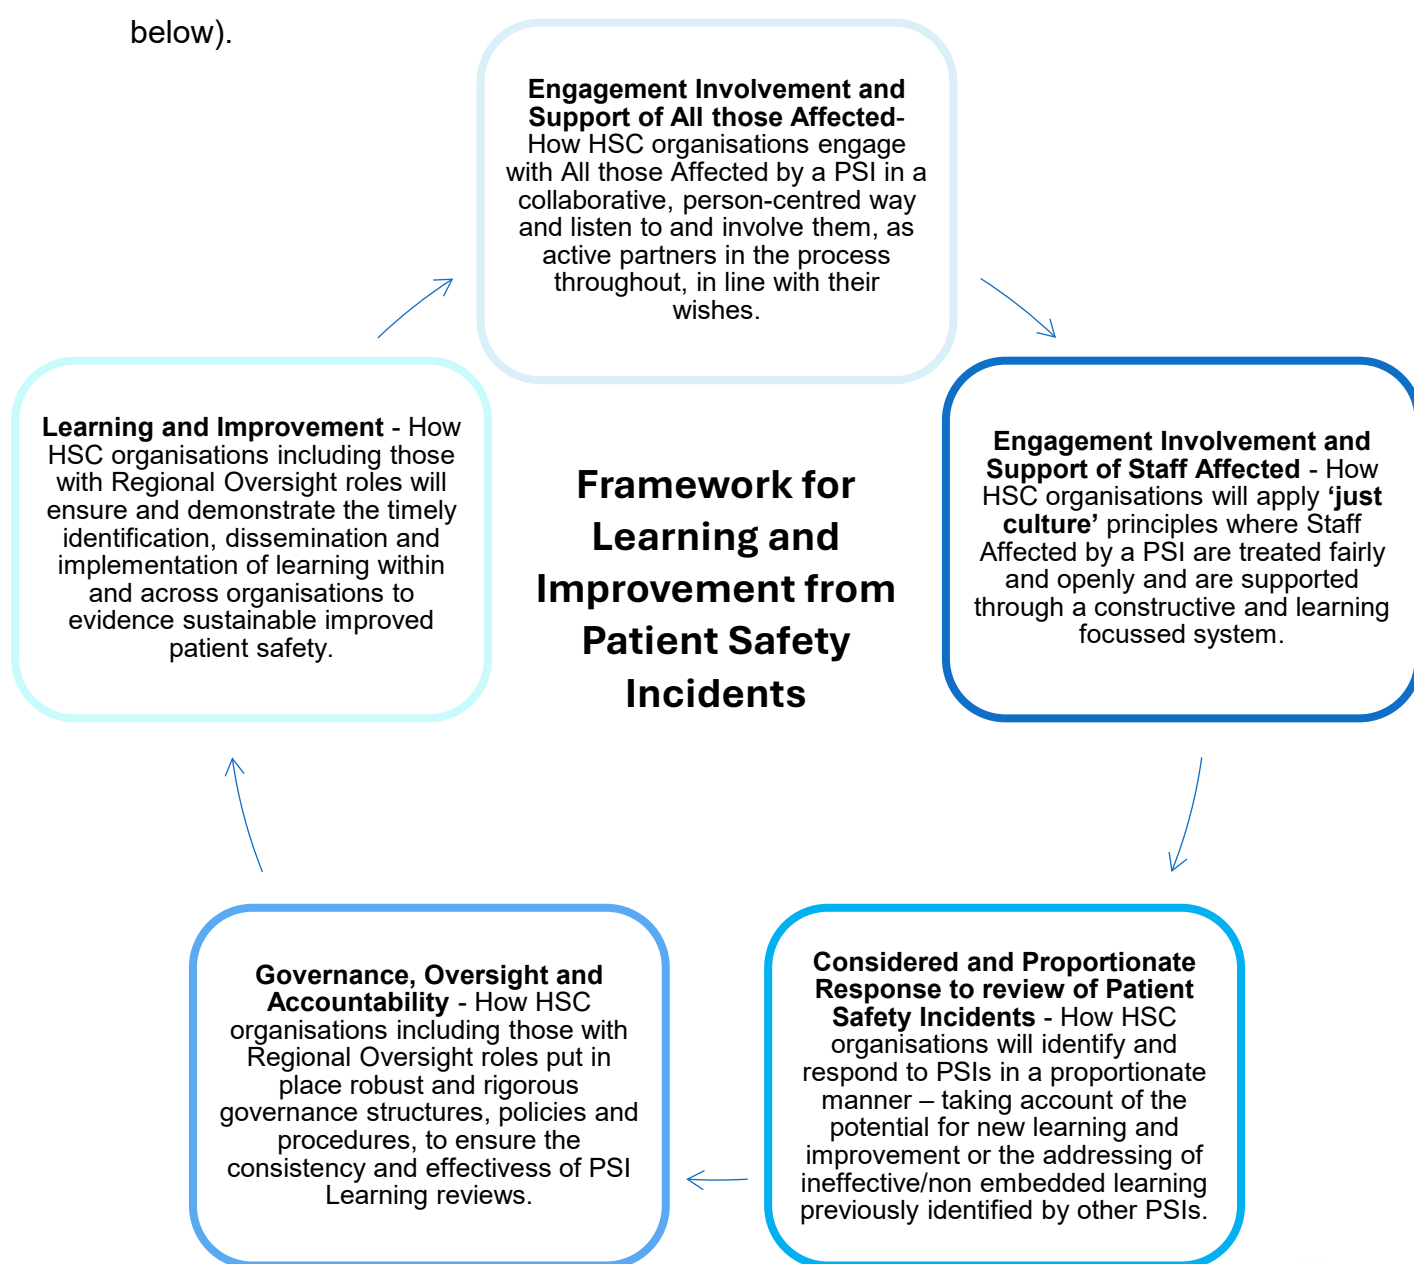 below).
Engagement Involvement and
Support of All those Affected-
How HSC organisations engage
with All those Affected by a PSI in a
collaborative, person-centred way
and listen to and involve them, as
active partners in the process
throughout, in line with their
wishes.
Engagement Involvement and
Support of Staff Affected - How
HSC organisations will apply ‘just
culture’ principles where Staff
Affected by a PSI are treated fairly
and openly and are supported
through a constructive and learning
focussed system.
Considered and Proportionate
Response to review of Patient
Safety Incidents - How HSC
organisations will identify and
respond to PSIs in a proportionate
manner – taking account of the
potential for new learning and
improvement or the addressing of
ineffective/non embedded learning
previously identified by other PSIs.
Governance, Oversight and
Accountability - How HSC
organisations including those with
Regional Oversight roles put in
place robust and rigorous
governance structures, policies and
procedures, to ensure the
consistency and effectivess of PSI
Learning reviews.
Learning and Improvement - How
HSC organisations including those
with Regional Oversight roles will
ensure and demonstrate the timely
identification, dissemination and
implementation of learning within
and across organisations to
evidence sustainable improved
patient safety.
Framework for
Learning and
Improvement from
Patient Safety
Incidents